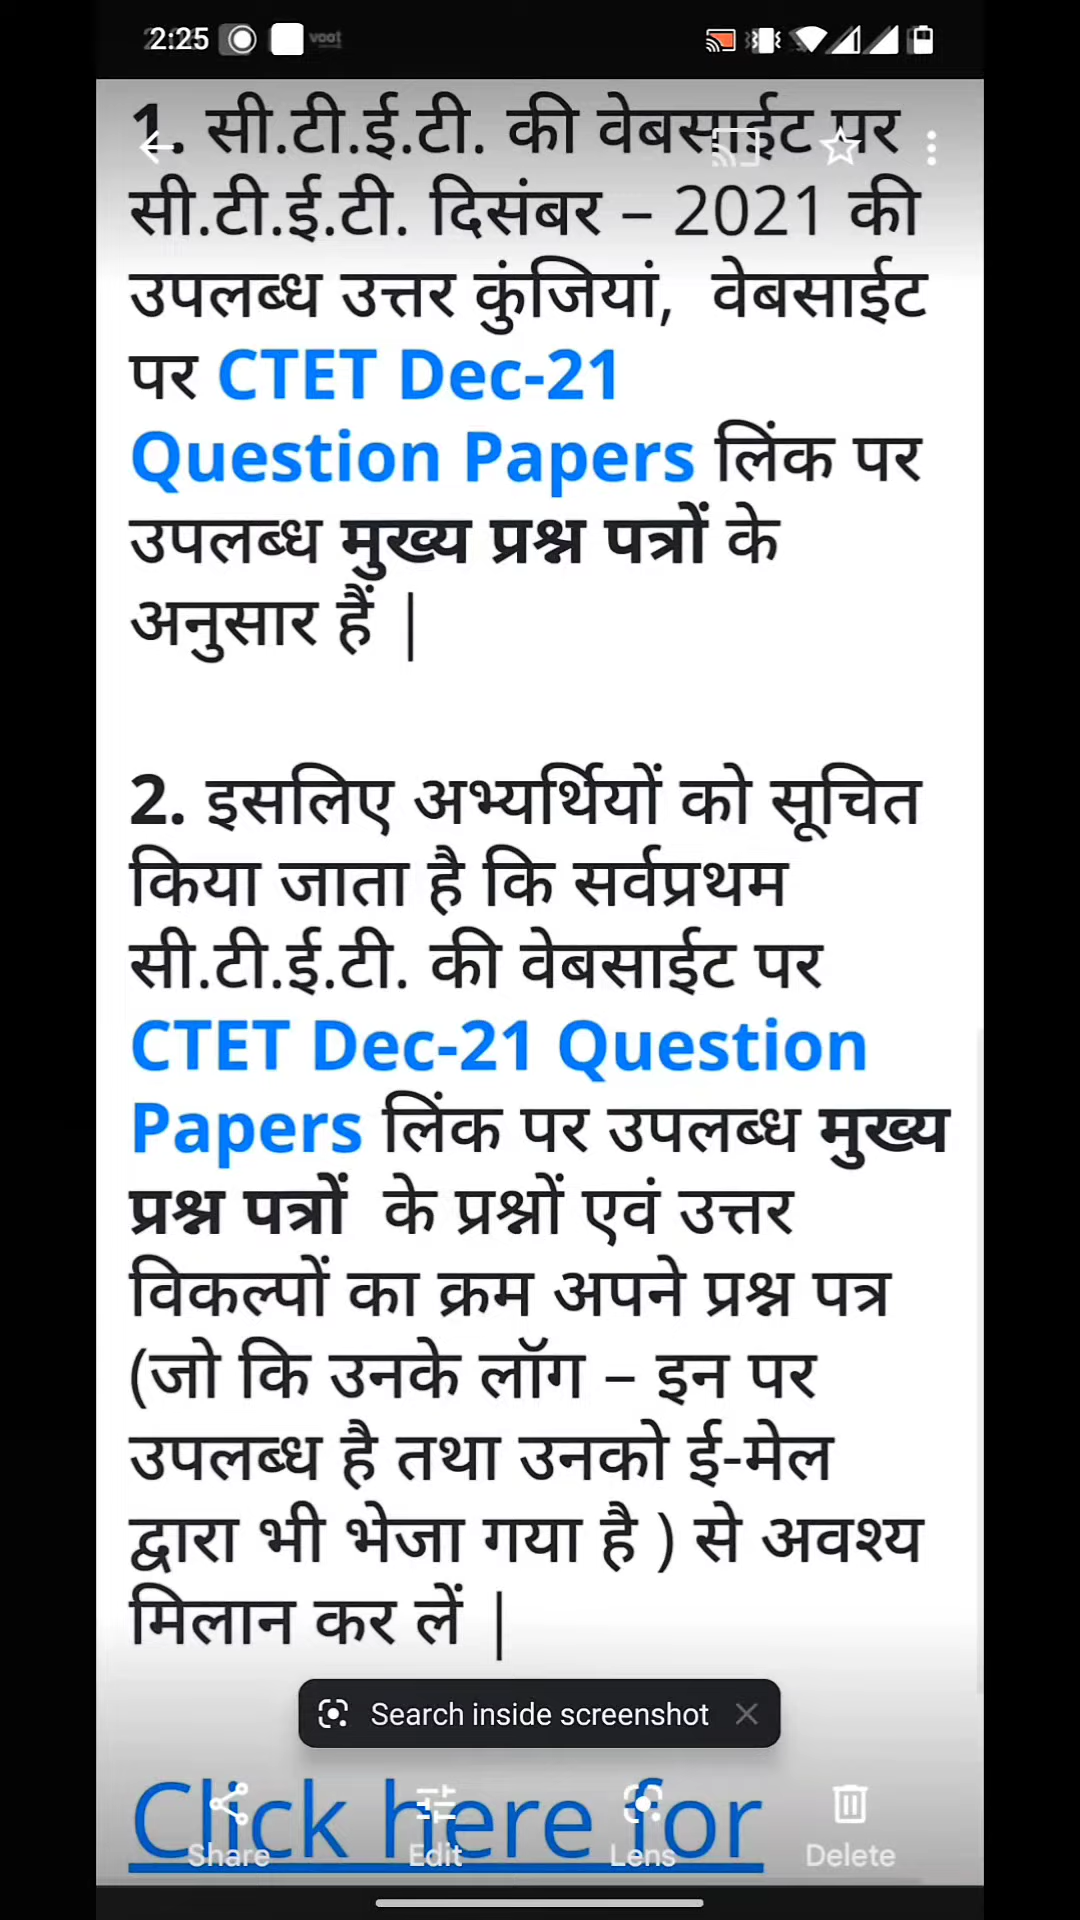 2:25 voot
1. सी.टी.ई.टी. की वेबसाईट पर
सी.टी.ई.टी. दिसंबर – 2021 की
उपलब्ध उत्तर कुंजियां, वेबसाईट
पर CTET Dec-21
Question Papers लिंक पर
उपलब्ध मुख्य प्रश्न पत्रों के
अनुसार हैं |
2. इसलिए अभ्यर्थियों को सूचित
किया जाता है कि सर्वप्रथम
सी.टी.ई.टी. की वेबसाईट पर
CTET Dec-21 Question
Papers लिंक पर उपलब्ध मुख्य
प्रश्न पत्रों के प्रश्नों एवं उत्तर
विकल्पों का क्रम अपने प्रश्न पत्र
(जो कि उनके लॉग – इन पर
उपलब्ध है तथा उनको ई-मेल
द्वारा भी भेजा गया है ) से अवश्य
मिलान कर लें |
Search inside screenshot
Click here for
Share Edit Lens Delete